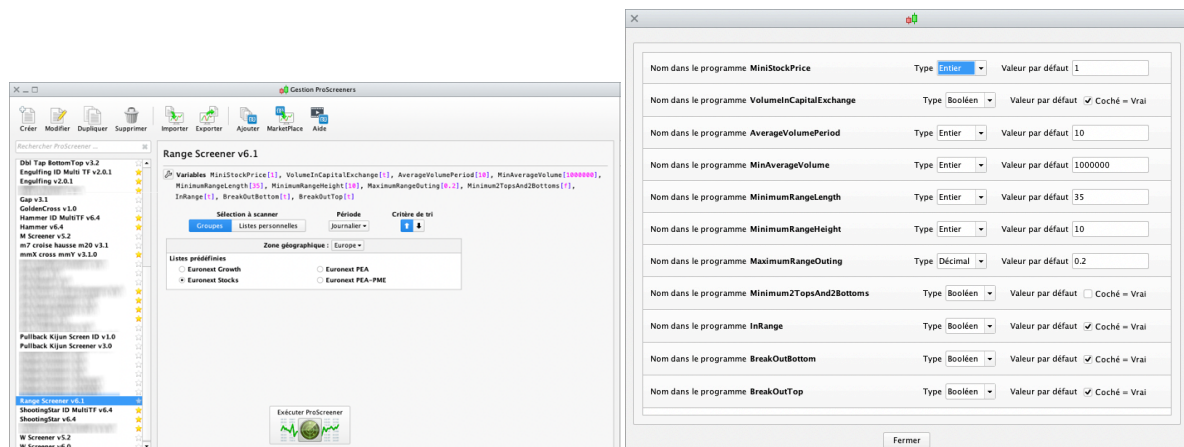 Gestion ProScreeners
Créer Modifier Dupliquer Supprimer Importer Exporter Ajouter MarketPlace Aide
Rechercher ProScreener ...
Dbl Tap BottomTop v3.2
Engulfing ID Multi TF v2.0.1
Engulfing v2.0.1
Gap v3.1
GoldenCross v1.0
Hammer ID MultiTF v6.4
Hammer v6.4
M Screener v5.2
m7 croise hausse m20 v3.1
mmX cross mmY v3.1.0
Pullback Kijun Screen ID v1.0
Pullback Kijun Screener v3.0
Range Screener v6.1
ShootingStar ID MultiTF v6.4
ShootingStar v6.4
W Screener v5.2
W Screener v6.0
Range Screener v6.1
Variables MiniStockPrice[1], VolumeInCapitalExchange[t], AverageVolumePeriod[10], MinAverageVolume[1000000],
MinimumRangeLength[35], MinimumRangeHeight[10], MaximumRangeOuting[0.2], Minimum2TopsAnd2Bottoms[f],
InRange[t], BreakOutBottom[t], BreakOutTop[t]
Sélection à scanner Période Critère de tri
Groupes Listes personnelles Journalier
Zone géographique : Europe
Listes prédéfinies
Euronext Growth Euronext PEA
Euronext Stocks Euronext PEA-PME
Exécuter ProScreener
Nom dans le programme MiniStockPrice Type Entier Valeur par défaut 1
Nom dans le programme VolumeInCapitalExchange Type Booléen Valeur par défaut Coché = Vrai
Nom dans le programme AverageVolumePeriod Type Entier Valeur par défaut 10
Nom dans le programme MinAverageVolume Type Entier Valeur par défaut 1000000
Nom dans le programme MinimumRangeLength Type Entier Valeur par défaut 35
Nom dans le programme MinimumRangeHeight Type Entier Valeur par défaut 10
Nom dans le programme MaximumRangeOuting Type Décimal Valeur par défaut 0.2
Nom dans le programme Minimum2TopsAnd2Bottoms Type Booléen Valeur par défaut Coché = Vrai
Nom dans le programme InRange Type Booléen Valeur par défaut Coché = Vrai
Nom dans le programme BreakOutBottom Type Booléen Valeur par défaut Coché = Vrai
Nom dans le programme BreakOutTop Type Booléen Valeur par défaut Coché = Vrai
Fermer